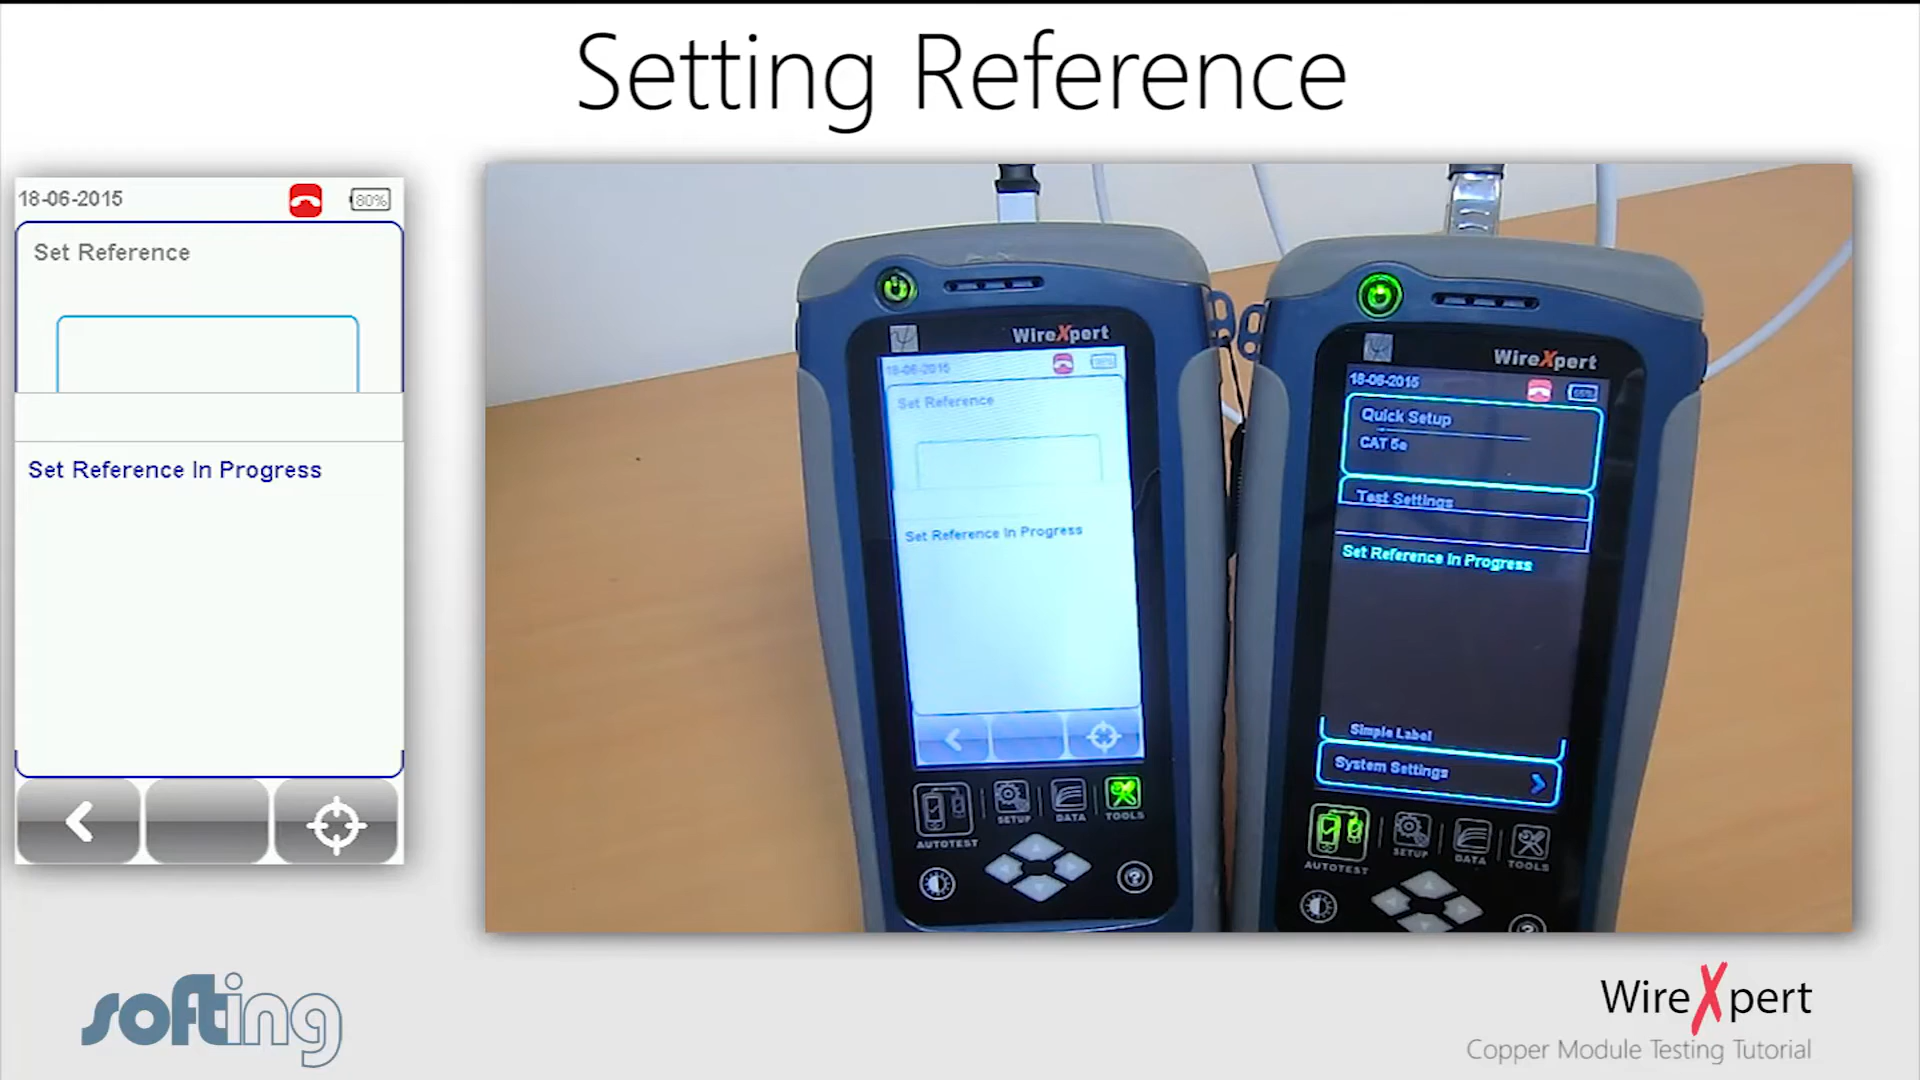 Setting Reference
18-06-2015
80%
Set Reference
Set Reference In Progress
WireXpert
18-06-2015
Set Reference
Set Reference In Progress
AUTOTEST
SETUP
DATA
TOOLS
?
WireXpert
18-06-2015
Quick Setup
CAT 5e
Test Settings
Set Reference In Progress
Simple Label
System Settings
AUTOTEST
SETUP
DATA
TOOLS
?
softing
WireXpert
Copper Module Testing Tutorial